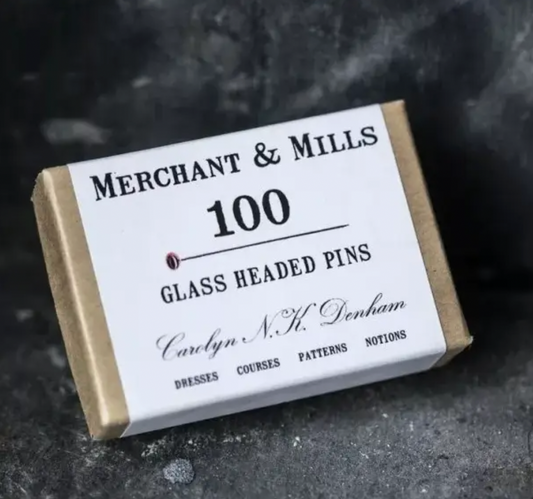 MERCHANT & MILLS
100
GLASS HEADED PINS
Carolyn N.K. Denham
DRESSES COURSES PATTERNS NOTIONS